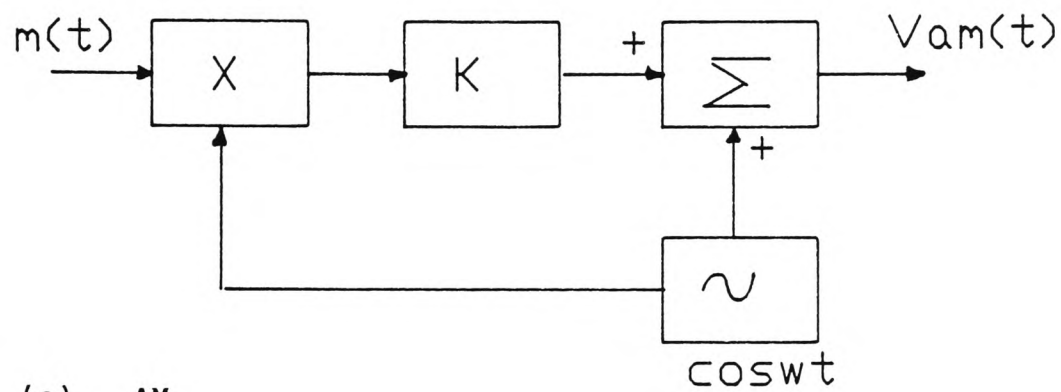 m(t)
X
K
+
Σ
Vam(t)
+
~
coswt